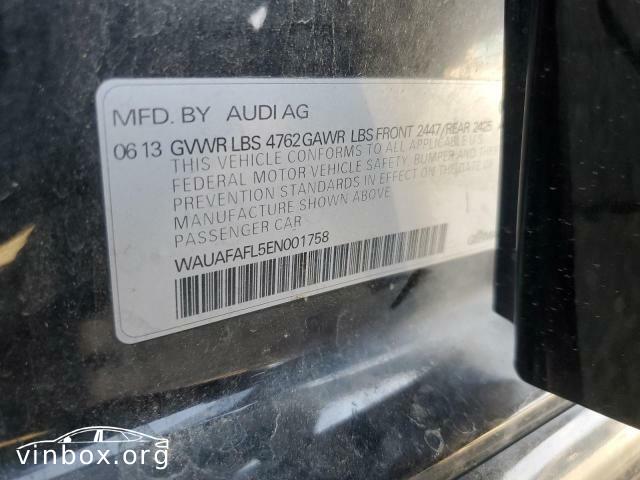 MFD. BY AUDI AG
06 13 GVWR LBS 4762 GAWR LBS FRONT 2447/REAR 2425
THIS VEHICLE CONFORMS TO ALL APPLICABLE U.S.
FEDERAL MOTOR VEHICLE SAFETY, BUMPER AND
PREVENTION STANDARDS IN EFFECT ON THE
MANUFACTURE SHOWN ABOVE.
PASSENGER CAR
WAUAFAFL5EN001758
vinbox.org